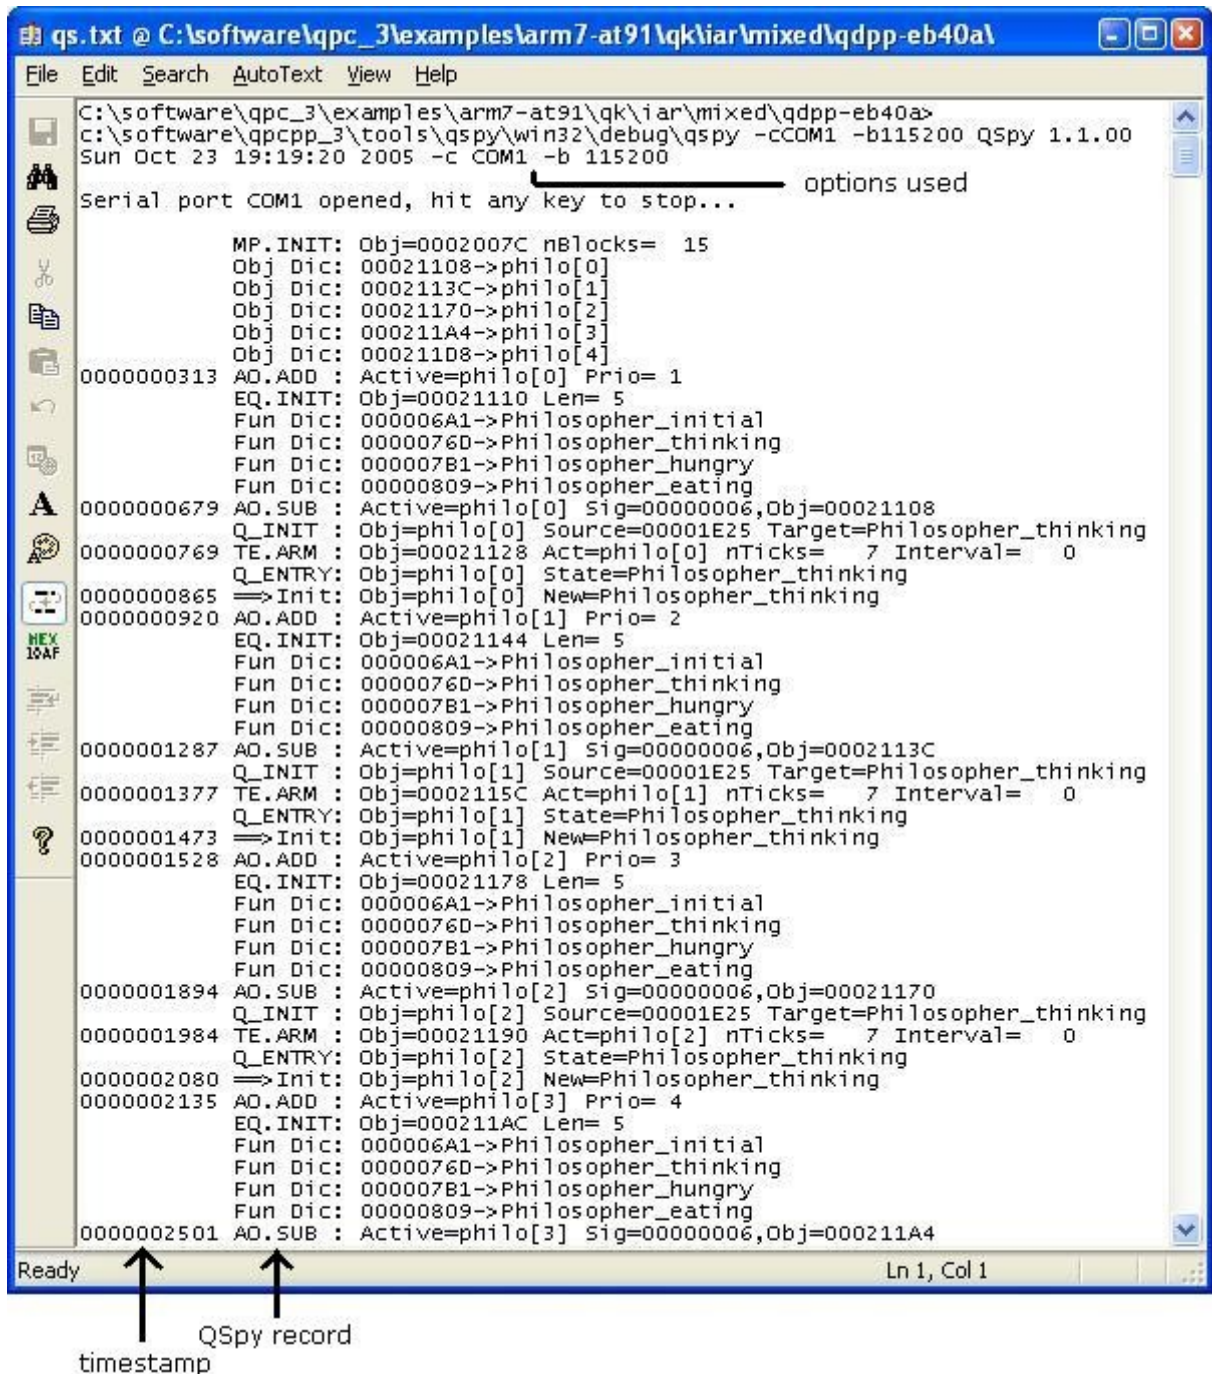 qs.txt @ C:\software\qpc_3\examples\arm7-at91\qk\iar\mixed\qdpp-eb40a\
File Edit Search AutoText View Help
C:\software\qpc_3\examples\arm7-at91\qk\iar\mixed\qdpp-eb40a>
c:\software\qpcpp_3\tools\qspy\win32\debug\qspy -cCOM1 -b115200 QSpy 1.1.00
Sun Oct 23 19:19:20 2005 -c COM1 -b 115200
options used
Serial port COM1 opened, hit any key to stop...
MP.INIT: Obj=0002007C nBlocks=  15
Obj Dic: 00021108->philo[0]
Obj Dic: 0002113C->philo[1]
Obj Dic: 00021170->philo[2]
Obj Dic: 000211A4->philo[3]
Obj Dic: 000211D8->philo[4]
0000000313 AO.ADD : Active=philo[0] Prio= 1
EQ.INIT: Obj=00021110 Len= 5
Fun Dic: 000006A1->Philosopher_initial
Fun Dic: 0000076D->Philosopher_thinking
Fun Dic: 000007B1->Philosopher_hungry
Fun Dic: 00000809->Philosopher_eating
0000000679 AO.SUB : Active=philo[0] Sig=00000006,Obj=00021108
Q_INIT : Obj=philo[0] Source=00001E25 Target=Philosopher_thinking
0000000769 TE.ARM : Obj=00021128 Act=philo[0] nTicks=   7 Interval=   0
Q_ENTRY: Obj=philo[0] State=Philosopher_thinking
0000000865 ==>Init: Obj=philo[0] New=Philosopher_thinking
0000000920 AO.ADD : Active=philo[1] Prio= 2
EQ.INIT: Obj=00021144 Len= 5
Fun Dic: 000006A1->Philosopher_initial
Fun Dic: 0000076D->Philosopher_thinking
Fun Dic: 000007B1->Philosopher_hungry
Fun Dic: 00000809->Philosopher_eating
0000001287 AO.SUB : Active=philo[1] Sig=00000006,Obj=0002113C
Q_INIT : Obj=philo[1] Source=00001E25 Target=Philosopher_thinking
0000001377 TE.ARM : Obj=0002115C Act=philo[1] nTicks=   7 Interval=   0
Q_ENTRY: Obj=philo[1] State=Philosopher_thinking
0000001473 ==>Init: Obj=philo[1] New=Philosopher_thinking
0000001528 AO.ADD : Active=philo[2] Prio= 3
EQ.INIT: Obj=00021178 Len= 5
Fun Dic: 000006A1->Philosopher_initial
Fun Dic: 0000076D->Philosopher_thinking
Fun Dic: 000007B1->Philosopher_hungry
Fun Dic: 00000809->Philosopher_eating
0000001894 AO.SUB : Active=philo[2] Sig=00000006,Obj=00021170
Q_INIT : Obj=philo[2] Source=00001E25 Target=Philosopher_thinking
0000001984 TE.ARM : Obj=00021190 Act=philo[2] nTicks=   7 Interval=   0
Q_ENTRY: Obj=philo[2] State=Philosopher_thinking
0000002080 ==>Init: Obj=philo[2] New=Philosopher_thinking
0000002135 AO.ADD : Active=philo[3] Prio= 4
EQ.INIT: Obj=000211AC Len= 5
Fun Dic: 000006A1->Philosopher_initial
Fun Dic: 0000076D->Philosopher_thinking
Fun Dic: 000007B1->Philosopher_hungry
Fun Dic: 00000809->Philosopher_eating
0000002501 AO.SUB : Active=philo[3] Sig=00000006,Obj=000211A4
A
HEX
10AF
Ready Ln 1, Col 1
QSpy record
timestamp